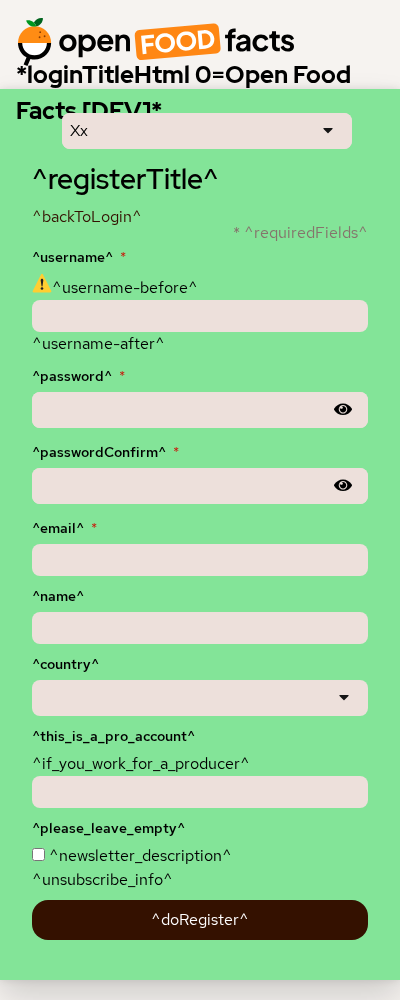 open FOOD facts
*loginTitleHtml 0=Open Food
Facts [DEV]*
Xx
^registerTitle^
^backToLogin^
* ^requiredFields^
^username^ *
⚠️^username-before^
^username-after^
^password^ *
^passwordConfirm^ *
^email^ *
^name^
^country^
^this_is_a_pro_account^
^if_you_work_for_a_producer^
^please_leave_empty^
^newsletter_description^
^unsubscribe_info^
^doRegister^